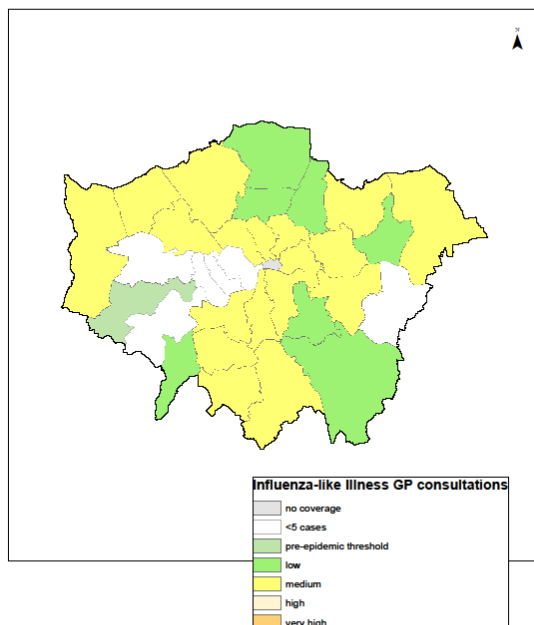 N
Influenza-like Illness GP consultations
no coverage
<5 cases
pre-epidemic threshold
low
medium
high
very high